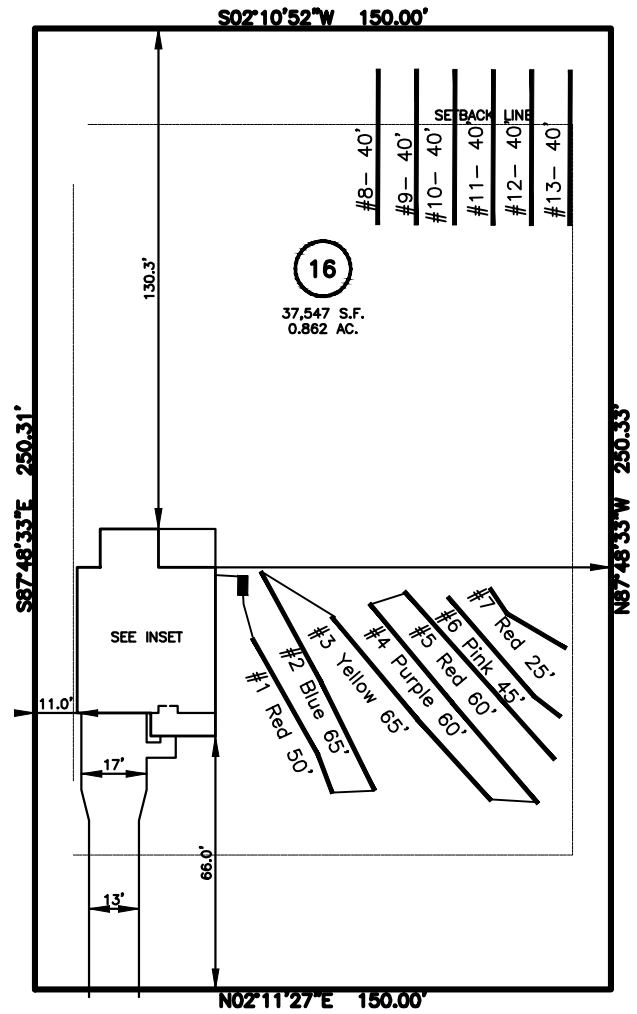 S02°10'52"W 150.00'
SETBACK LINE
#8- 40'
#9- 40'
#10- 40'
#11- 40'
#12- 40'
#13- 40'
130.3'
16
37,547 S.F.
0.862 AC.
S87°48'33"E 250.31'
N87°48'33"W 250.33'
SEE INSET
#1 Red 50'
#2 Blue 65'
#3 Yellow 65'
#4 Purple 60'
#5 Red 60'
#6 Pink 45'
#7 Red 25'
11.0'
17'
66.0'
13'
N02°11'27"E 150.00'